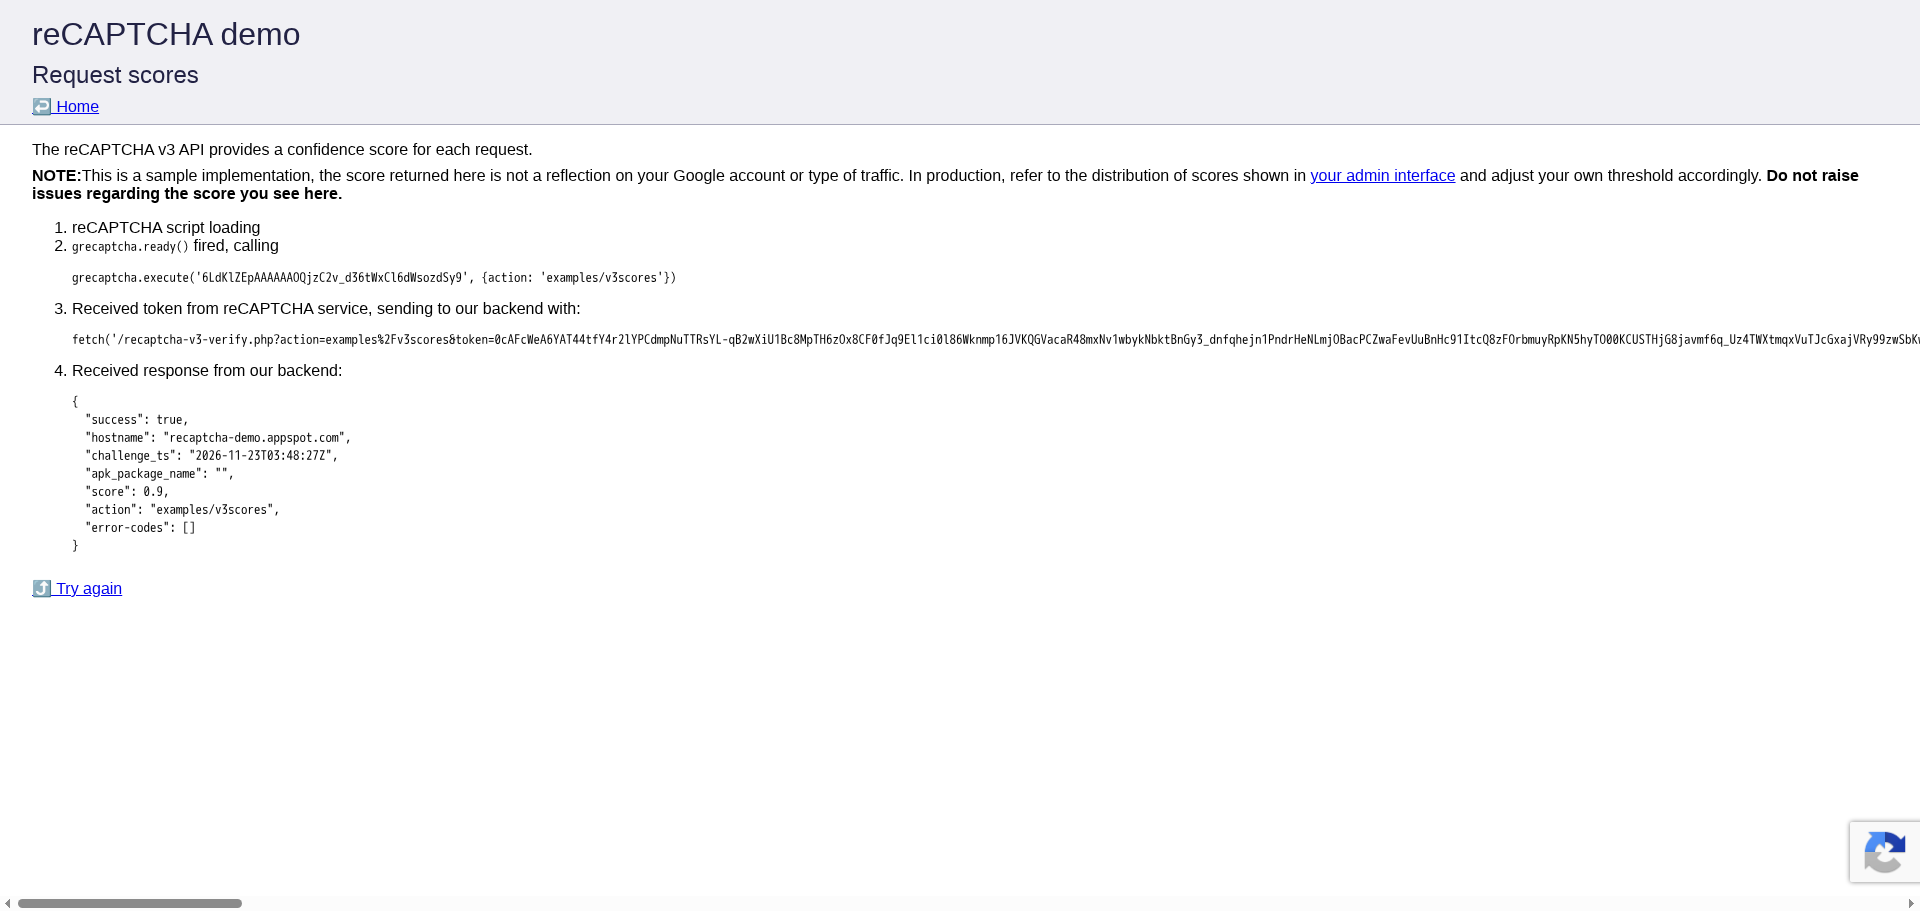 reCAPTCHA demo
Request scores
↩️ Home
The reCAPTCHA v3 API provides a confidence score for each request.
NOTE:This is a sample implementation, the score returned here is not a reflection on your Google account or type of traffic. In production, refer to the distribution of scores shown in your admin interface and adjust your own threshold accordingly. Do not raise
issues regarding the score you see here.
1. reCAPTCHA script loading
2. grecaptcha.ready() fired, calling
grecaptcha.execute('6LdKlZEpAAAAAAOQjzC2v_d36tWxCl6dWsozdSy9', {action: 'examples/v3scores'})
3. Received token from reCAPTCHA service, sending to our backend with:
fetch('/recaptcha-v3-verify.php?action=examples%2Fv3scores&token=0cAFcWeA6YAT44tfY4r2lYPCdmpNuTTRsYL-qB2wXiU1Bc8MpTH6zOx8CF0fJq9El1ci0l86Wknmp16JVKQGVacaR48mxNv1wbykNbktBnGy3_dnfqhejn1PndrHeNLmjOBacPCZwaFevUuBnHc91ItcQ8zFOrbmuyRpKN5hyTO00KCUSTHjG8javmf6q_Uz4TWXtmqxVuTJcGxajVRy99zwSbKw
4. Received response from our backend:
{
"success": true,
"hostname": "recaptcha-demo.appspot.com",
"challenge_ts": "2026-11-23T03:48:27Z",
"apk_package_name": "",
"score": 0.9,
"action": "examples/v3scores",
"error-codes": []
}
⤴️ Try again